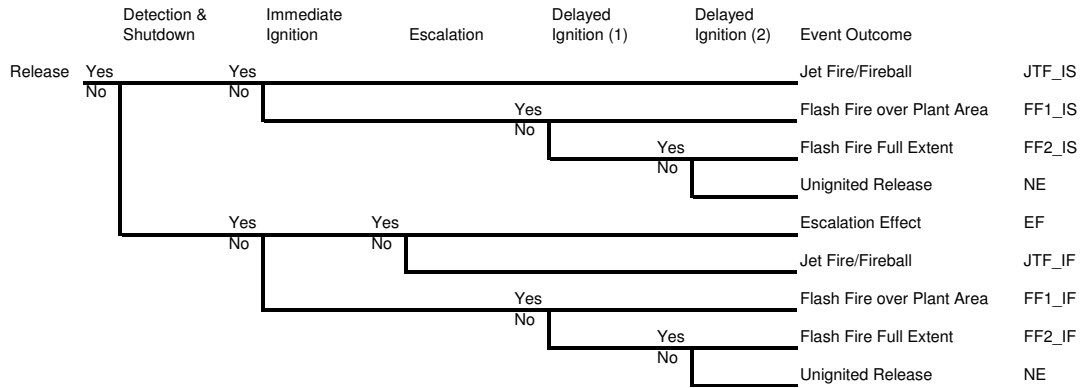 Detection & Immediate Delayed Delayed
Shutdown Ignition Escalation Ignition (1) Ignition (2) Event Outcome
Release Yes Yes Jet Fire/Fireball JTF_IS
No No
Yes Flash Fire over Plant Area FF1_IS
No
Yes Flash Fire Full Extent FF2_IS
No
Unignited Release NE
Yes Yes Escalation Effect EF
No No
Jet Fire/Fireball JTF_IF
Yes Flash Fire over Plant Area FF1_IF
No
Yes Flash Fire Full Extent FF2_IF
No
Unignited Release NE